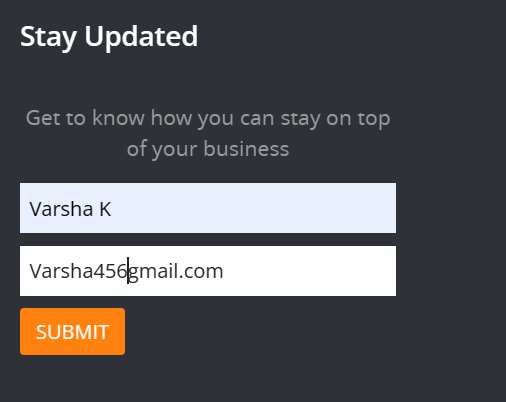 Stay Updated
Get to know how you can stay on top
of your business
Varsha K
Varsha456gmail.com
SUBMIT